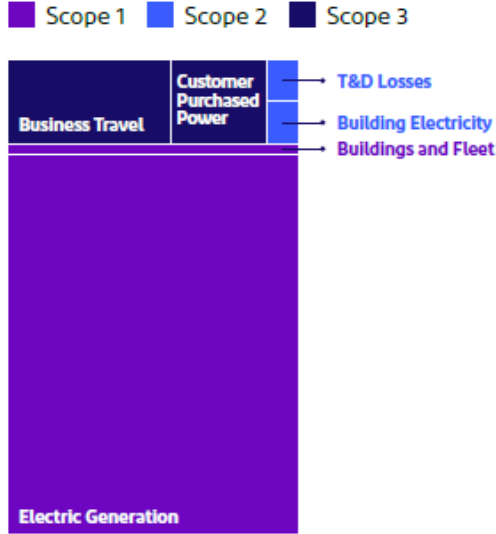 Scope 1 Scope 2 Scope 3
Customer
Purchased
Power
Business Travel
T&D Losses
Building Electricity
Buildings and Fleet
Electric Generation